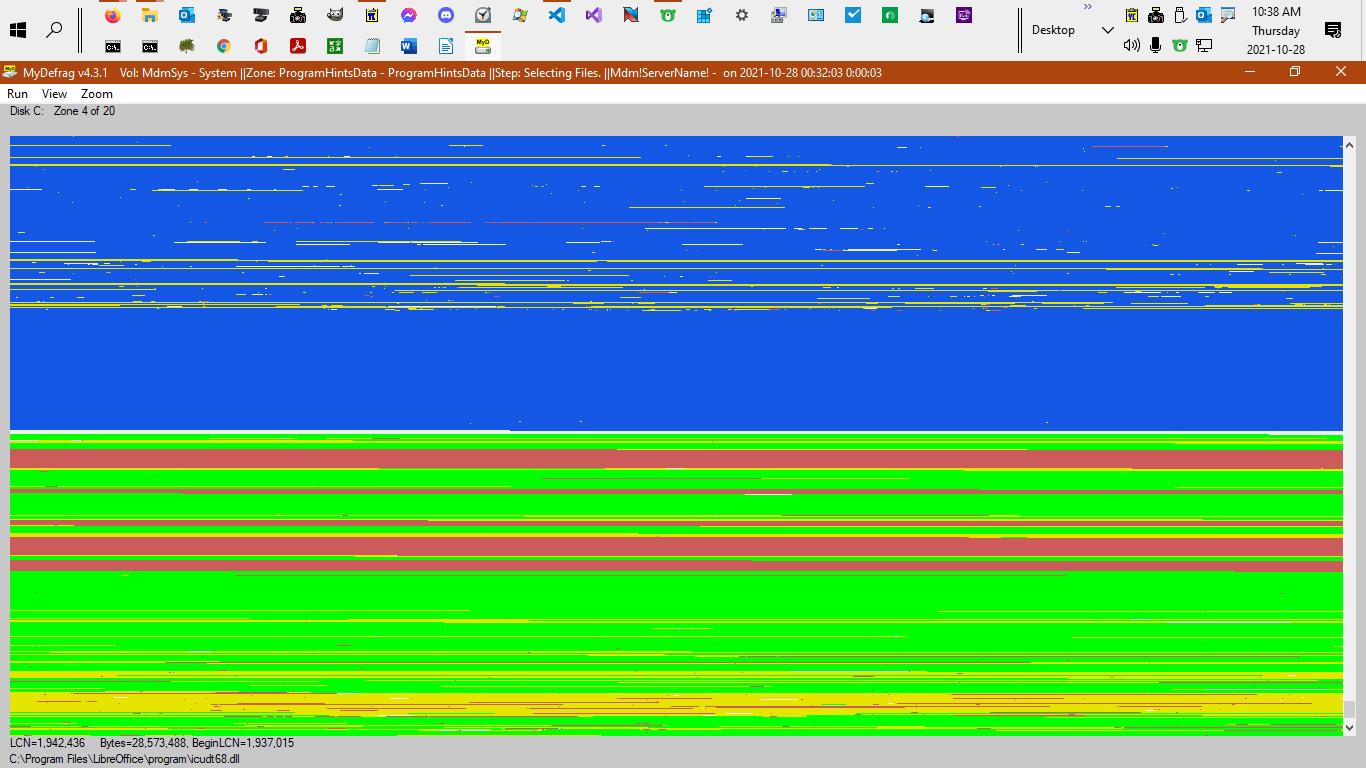 10:38 AM
Desktop
Thursday
2021-10-28
MyDefrag v4.3.1 Vol: MdmSys - System ||Zone: ProgramHintsData - ProgramHintsData ||Step: Selecting Files. ||Mdm!ServerName! - on 2021-10-28 00:32:03 0:00:03
Run View Zoom
Disk C: Zone 4 of 20
LCN=1,942,436 Bytes=28,573,488, BeginLCN=1,937,015
C:\Program Files\LibreOffice\program\icudt68.dll